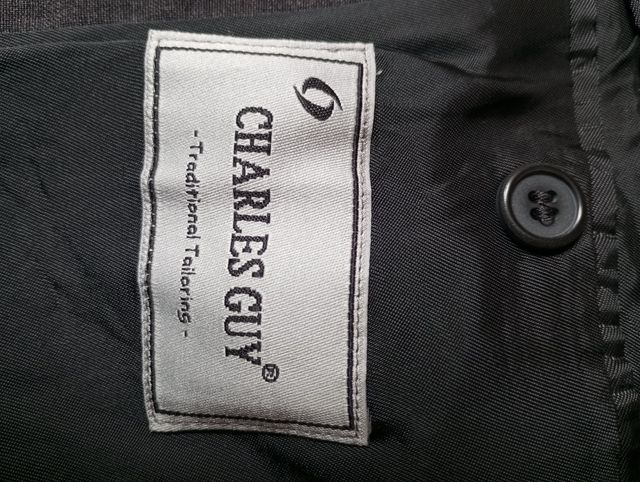 CHARLES GUY®
- Traditional Tailoring -